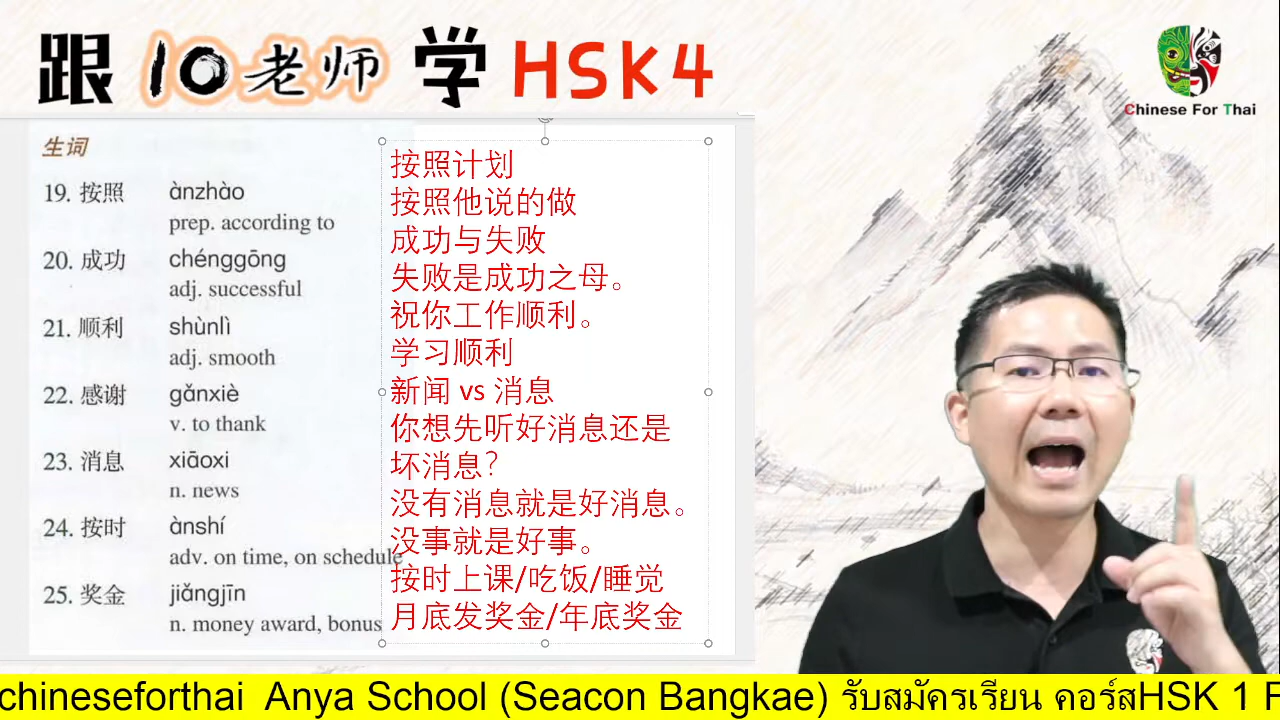 跟10老师学HSK4
Chinese For Thai
生词
19. 按照 ànzhào
prep. according to
20. 成功 chénggōng
adj. successful
21. 顺利 shùnlì
adj. smooth
22. 感谢 gǎnxiè
v. to thank
23. 消息 xiāoxi
n. news
24. 按时 ànshí
adv. on time, on schedule
25. 奖金 jiǎngjīn
n. money award, bonus
按照计划
按照他说的做
成功与失败
失败是成功之母。
祝你工作顺利。
学习顺利
新闻 vs 消息
你想先听好消息还是
坏消息？
没有消息就是好消息。
没事就是好事。
按时上课/吃饭/睡觉
月底发奖金/年底奖金
chineseforthai Anya School (Seacon Bangkae) รับสมัครเรียน คอร์สHSK 1 F